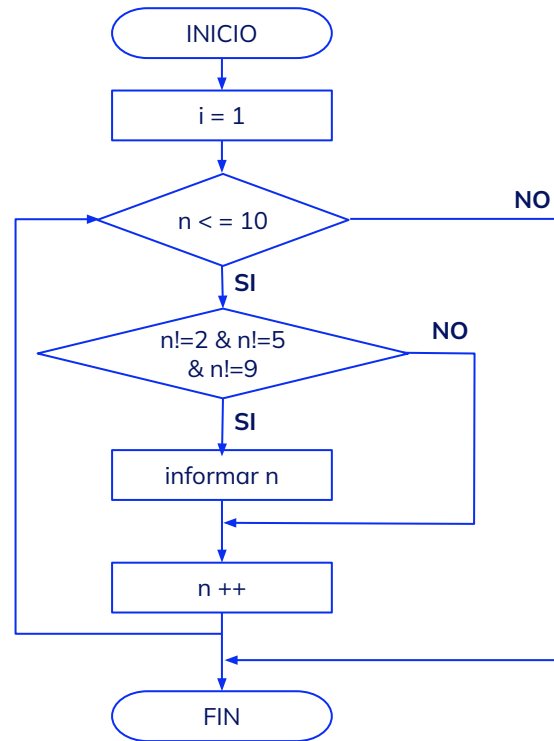 INICIO
i = 1
n < = 10
NO
SI
n!=2 & n!=5
& n!=9
NO
SI
informar n
n ++
FIN